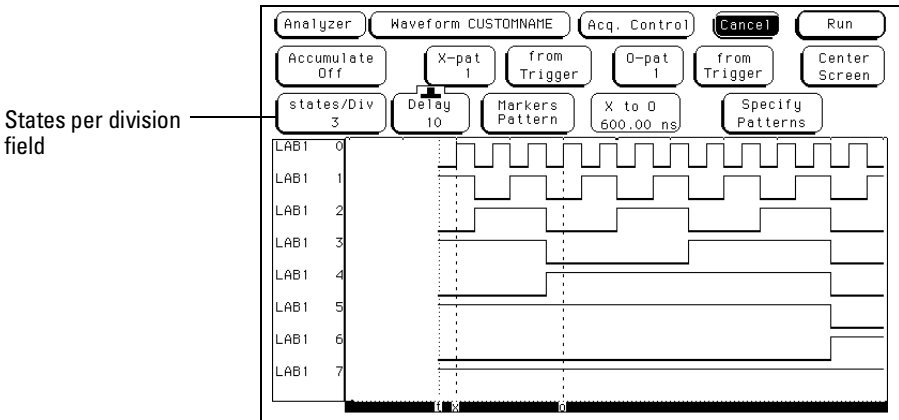 Analyzer Waveform CUSTOMNAME Acq. Control Cancel Run
Accumulate Off X-pat 1 from Trigger O-pat 1 from Trigger Center Screen
States per division field
states/Div 3 Delay 10 Markers Pattern X to O 600.00 ns Specify Patterns
LAB1 0
LAB1 1
LAB1 2
LAB1 3
LAB1 4
LAB1 5
LAB1 6
LAB1 7
t X O